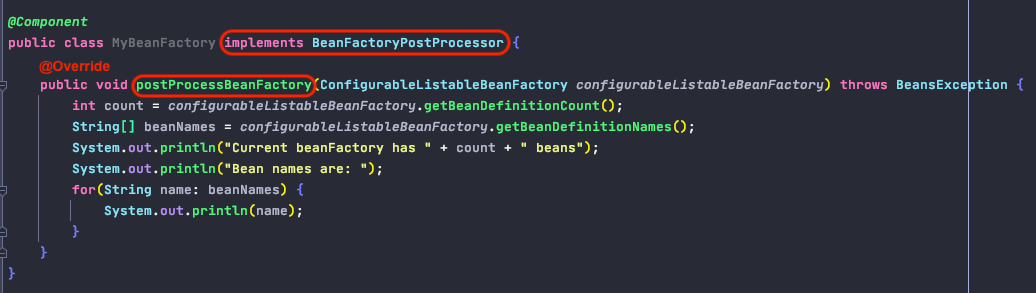 @Component
public class MyBeanFactory implements BeanFactoryPostProcessor {
@Override
public void postProcessBeanFactory(ConfigurableListableBeanFactory configurableListableBeanFactory) throws BeansException {
int count = configurableListableBeanFactory.getBeanDefinitionCount();
String[] beanNames = configurableListableBeanFactory.getBeanDefinitionNames();
System.out.println("Current beanFactory has " + count + " beans");
System.out.println("Bean names are: ");
for(String name: beanNames) {
System.out.println(name);
}
}
}